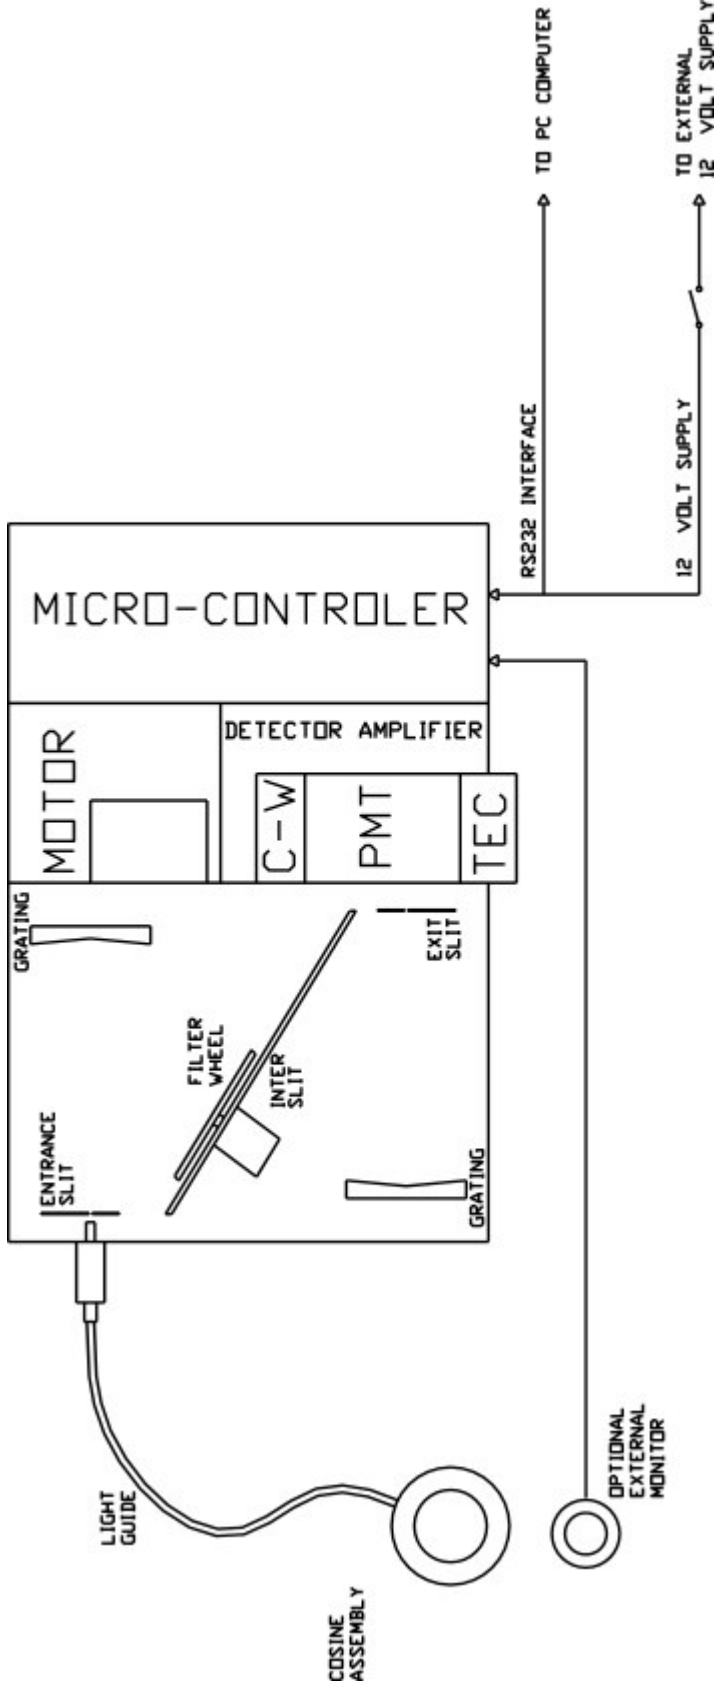 TO PC COMPUTER
TO EXTERNAL
12 VOLT SUPPLY
RS232 INTERFACE
12 VOLT SUPPLY
MICRO-CONTROLER
MOTOR
DETECTOR AMPLIFIER
C-W
PMT
TEC
GRATING
EXIT
SLIT
FILTER
WHEEL
INTER
SLIT
ENTRANCE
SLIT
GRATING
LIGHT
GUIDE
OPTIONAL
EXTERNAL
MONITOR
COSINE
ASSEMBLY